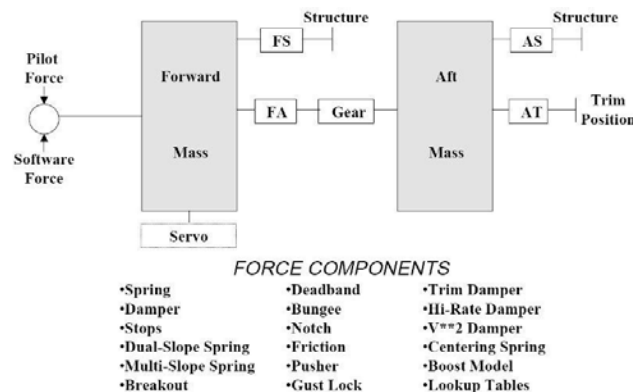 Structure
Structure
FS
AS
Pilot
Force
Forward
Aft
FA
Gear
AT
Trim
Position
Software
Force
Mass
Mass
Servo
FORCE COMPONENTS
•Spring •Deadband •Trim Damper
•Damper •Bungee •Hi-Rate Damper
•Stops •Notch •V**2 Damper
•Dual-Slope Spring •Friction •Centering Spring
•Multi-Slope Spring •Pusher •Boost Model
•Breakout •Gust Lock •Lookup Tables